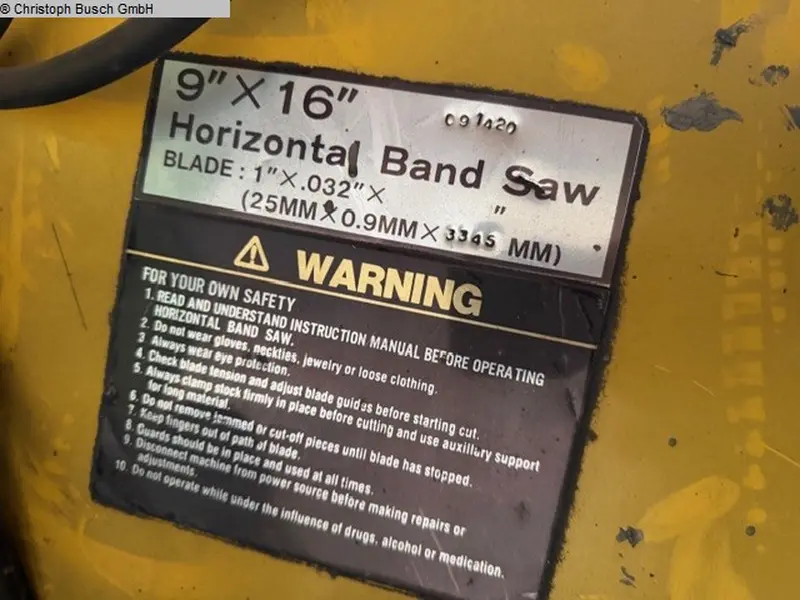 © Christoph Busch GmbH
9" X 16"
091420
Horizontal Band Saw
BLADE : 1" X .032" X "
(25MM X 0.9MM X 3345 MM)
WARNING
FOR YOUR OWN SAFETY
1. READ AND UNDERSTAND INSTRUCTION MANUAL BEFORE OPERATING
HORIZONTAL BAND SAW.
2. Do not wear gloves, neckties, jewelry or loose clothing.
3. Always wear eye protection.
4. Check blade tension and adjust blade guides before starting cut.
5. Always clamp stock firmly in place before cutting and use auxillury support
for long material.
6. Do not remove jammed or cut-off pieces until blade has stopped.
7. Keep fingers out of path of blade.
8. Guards should be in place and used at all times.
9. Disconnect machine from power source before making repairs or
adjustments.
10. Do not operate while under the influence of drugs, alcohol or medication.